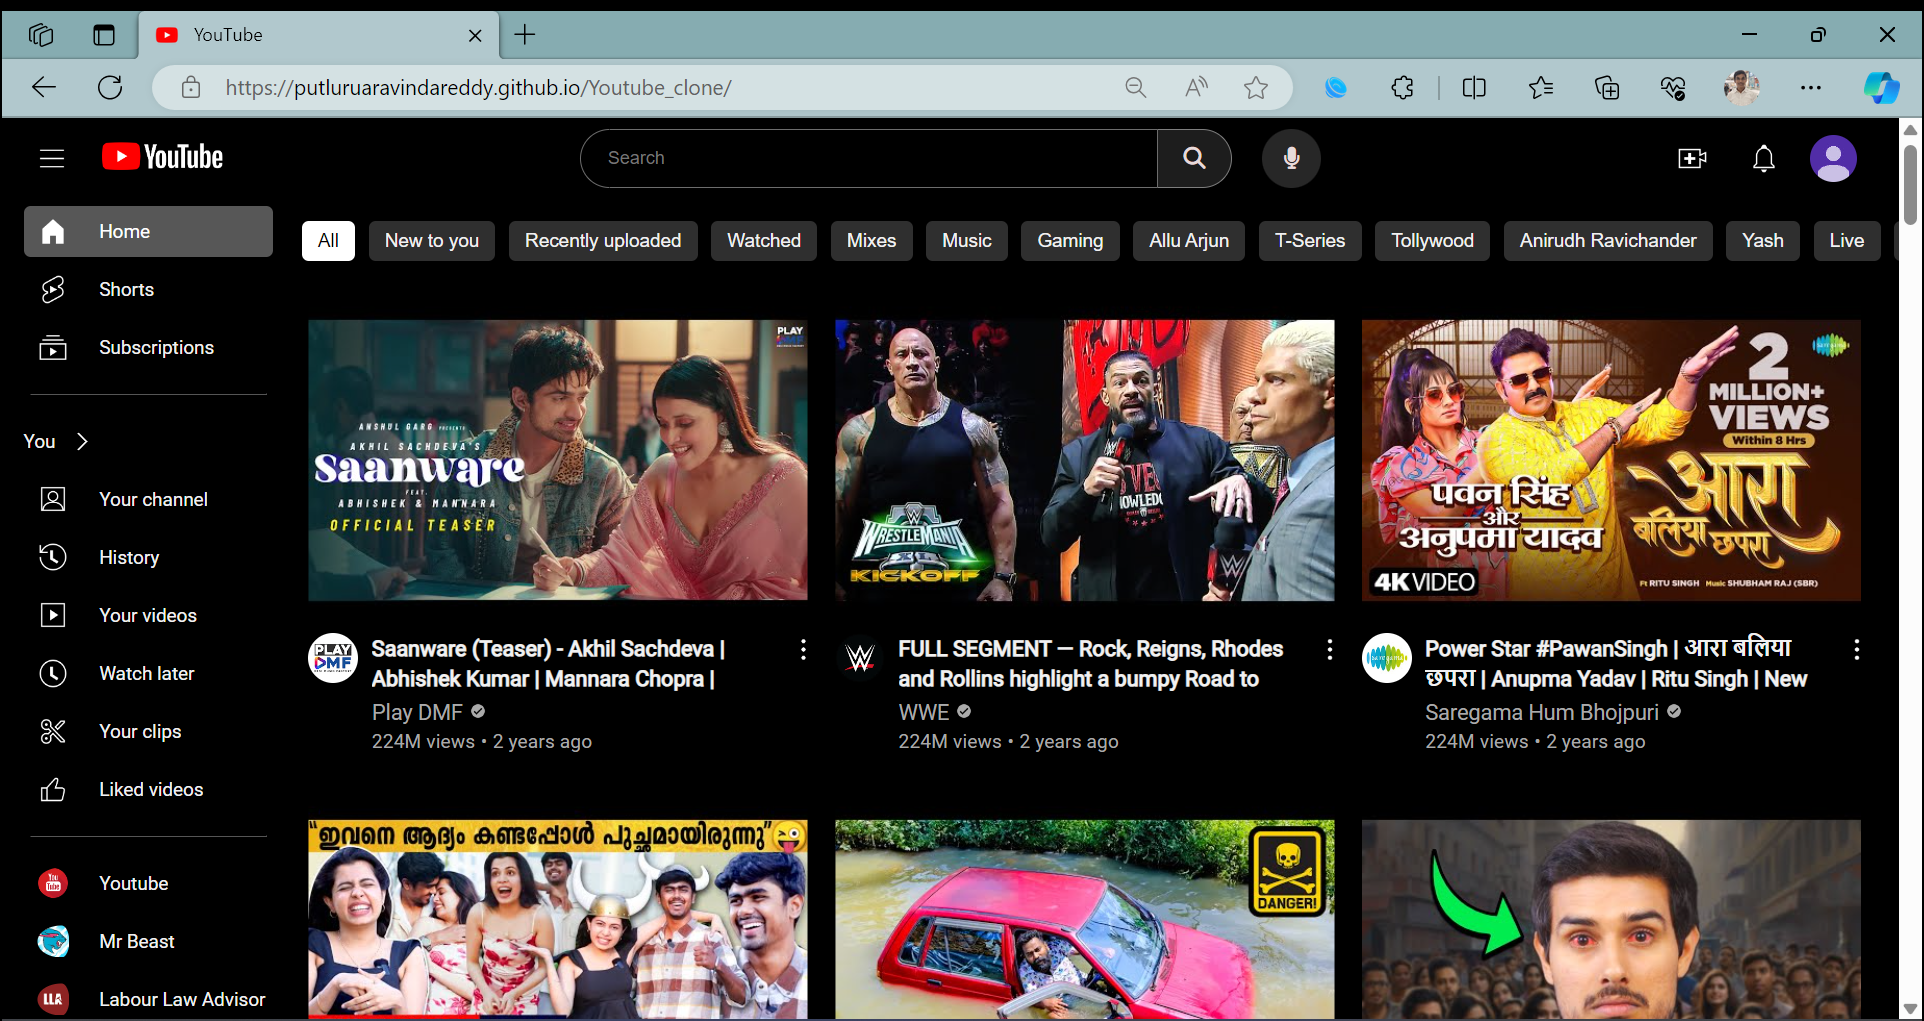 YouTube
https://putluruaravindareddy.github.io/Youtube_clone/
YouTube
Search
Home
Shorts
Subscriptions
You
Your channel
History
Your videos
Watch later
Your clips
Liked videos
Youtube
Mr Beast
Labour Law Advisor
All
New to you
Recently uploaded
Watched
Mixes
Music
Gaming
Allu Arjun
T-Series
Tollywood
Anirudh Ravichander
Yash
Live
PLAY
DMF
ANSHUL GARG PRESENTS
AKHIL SACHDEVA'S
Saanware
FEAT.
ABHISHEK & MANNARA
OFFICIAL TEASER
WRESTLEMANIA
XL
KICKOFF
2
MILLION+
VIEWS
Within 8 Hrs
पवन सिंह
और
अनुपमा यादव
आरा
बलिया
छपरा
Ft RITU SINGH Music SHUBHAM RAJ (SBR)
4K VIDEO
PLAY
DMF
Saanware (Teaser) - Akhil Sachdeva |
Abhishek Kumar | Mannara Chopra |
Play DMF
224M views • 2 years ago
FULL SEGMENT — Rock, Reigns, Rhodes
and Rollins highlight a bumpy Road to
WWE
224M views • 2 years ago
Power Star #PawanSingh | आरा बलिया
छपरा | Anupma Yadav | Ritu Singh | New
Saregama Hum Bhojpuri
224M views • 2 years ago
“ഇവനെ ആദ്യം കണ്ടപ്പോൾ പുച്ഛമായിരുന്നു”
DANGER!
You
Tube
LLA